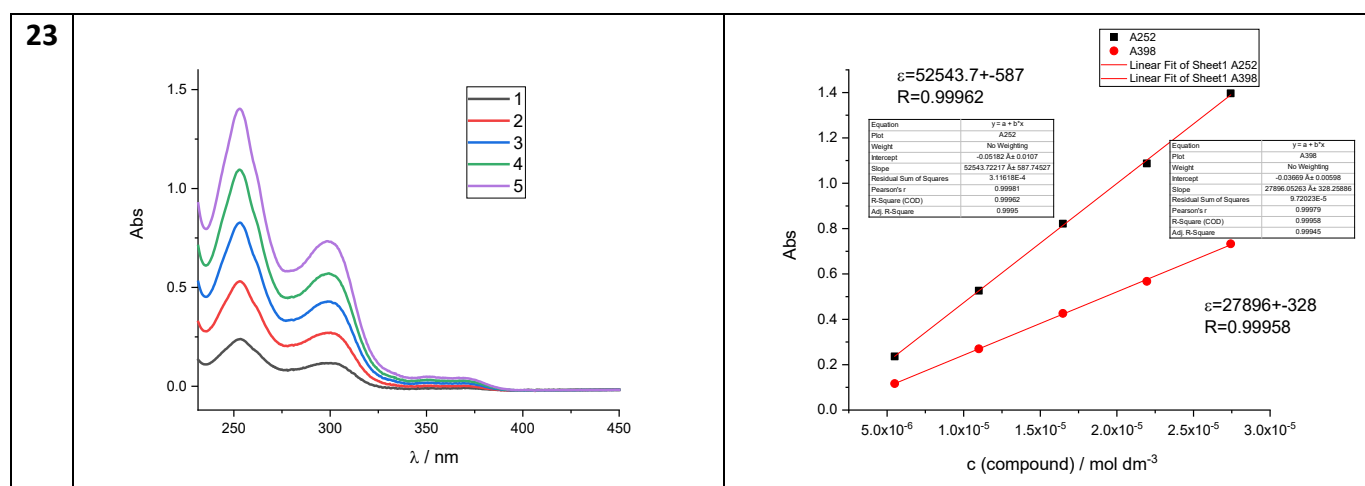 23
1
2
3
4
5
1.5
1.0
0.5
0.0
Abs
250 300 350 400 450
λ / nm
A252
A398
Linear Fit of Sheet1 A252
Linear Fit of Sheet1 A398
ε=52543.7+-587
R=0.99962
Equation y = a + b*x
Plot A252
Weight No Weighting
Intercept -0.05182 Â± 0.0107
Slope 52543.72217 Â± 587.74527
Residual Sum of Squares 3.11618E-4
Pearson's r 0.99981
R-Square (COD) 0.99962
Adj. R-Square 0.9995
Equation y = a + b*x
Plot A398
Weight No Weighting
Intercept -0.03669 Â± 0.00598
Slope 27896.05263 Â± 328.25886
Residual Sum of Squares 9.72023E-5
Pearson's r 0.99979
R-Square (COD) 0.99958
Adj. R-Square 0.99945
ε=27896+-328
R=0.99958
1.4
1.2
1.0
0.8
0.6
0.4
0.2
0.0
Abs
5.0x10⁻⁶ 1.0x10⁻⁵ 1.5x10⁻⁵ 2.0x10⁻⁵ 2.5x10⁻⁵ 3.0x10⁻⁵
c (compound) / mol dm⁻³